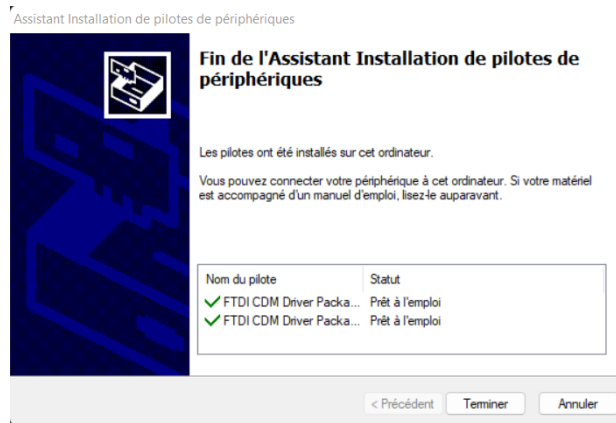 Assistant Installation de pilotes de périphériques
Fin de l'Assistant Installation de pilotes de
périphériques
Les pilotes ont été installés sur cet ordinateur.
Vous pouvez connecter votre périphérique à cet ordinateur. Si votre matériel
est accompagné d'un manuel d'emploi, lisez-le auparavant.
Nom du pilote Statut
FTDI CDM Driver Packa... Prêt à l'emploi
FTDI CDM Driver Packa... Prêt à l'emploi
< Précédent Terminer Annuler